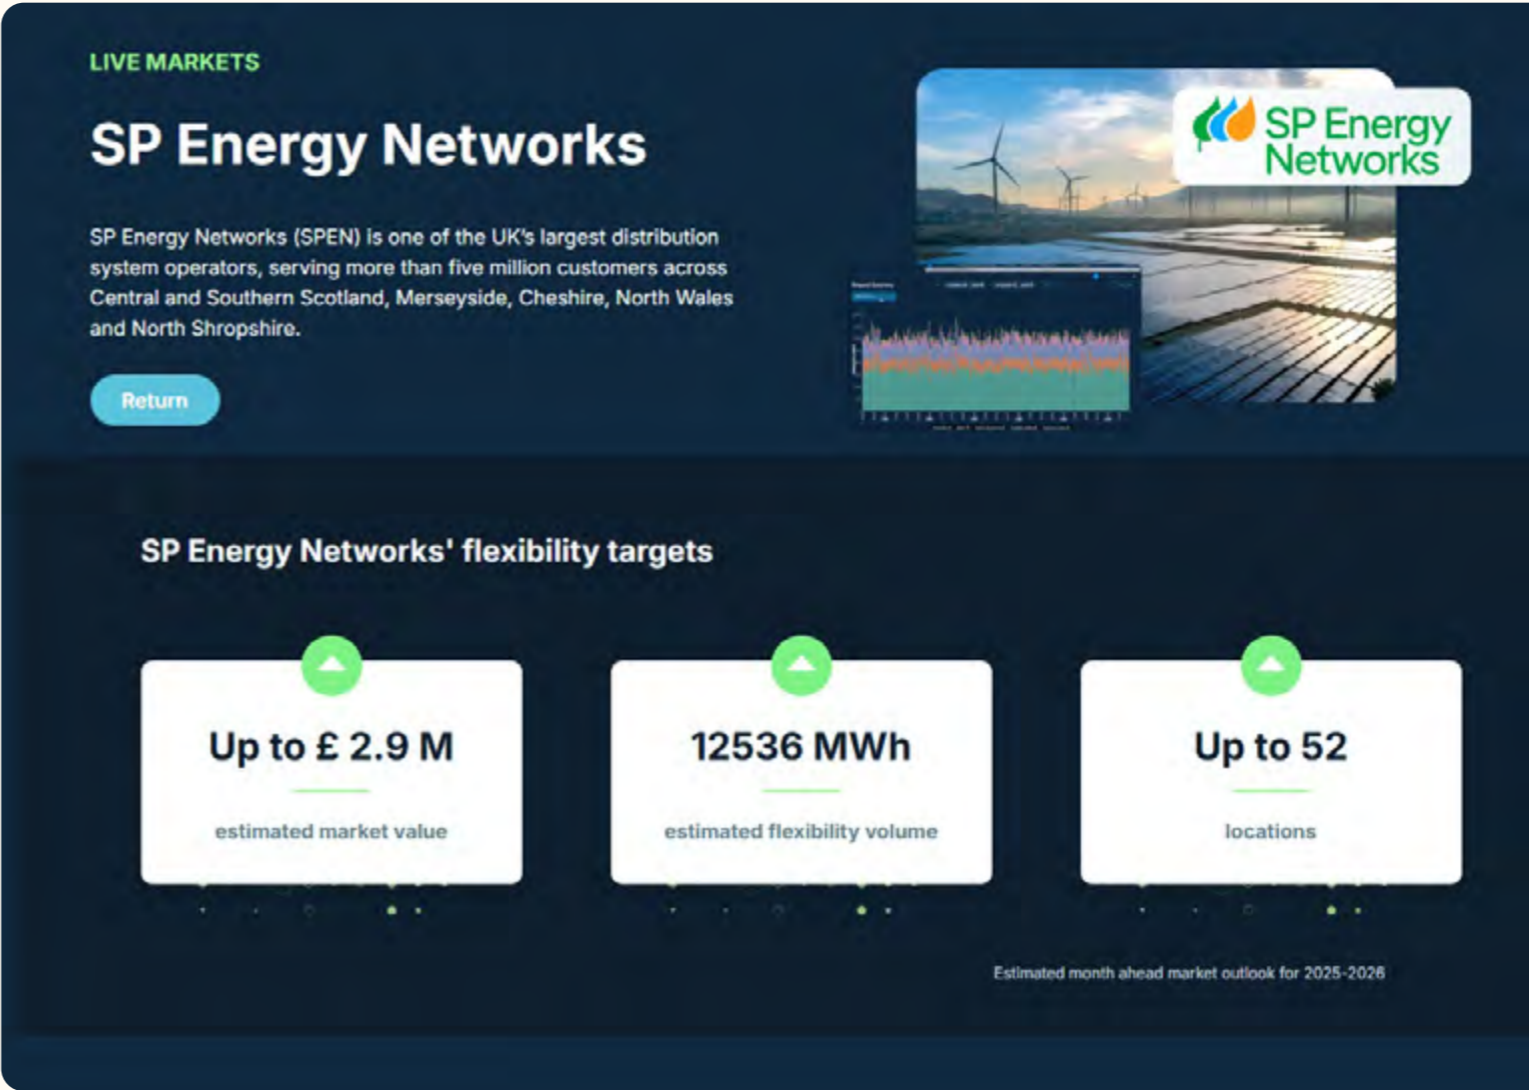 LIVE MARKETS
SP Energy Networks
SP Energy
Networks
SP Energy Networks (SPEN) is one of the UK's largest distribution
system operators, serving more than five million customers across
Central and Southern Scotland, Merseyside, Cheshire, North Wales
and North Shropshire.
Return
SP Energy Networks' flexibility targets
Up to £ 2.9 M
estimated market value
12536 MWh
estimated flexibility volume
Up to 52
locations
Estimated month ahead market outlook for 2025-2026